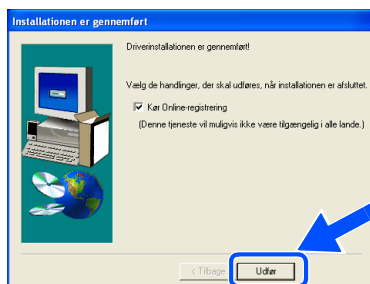 Installationen er gennemført
Driverinstallationen er gennemført!
Vælg de handlinger, der skal udføres, når installationen er afsluttet.
Kør Online-registrering
(Denne tjeneste vil muligvis ikke være tilgængelig i alle lande.)
< Tilbage
Udfør